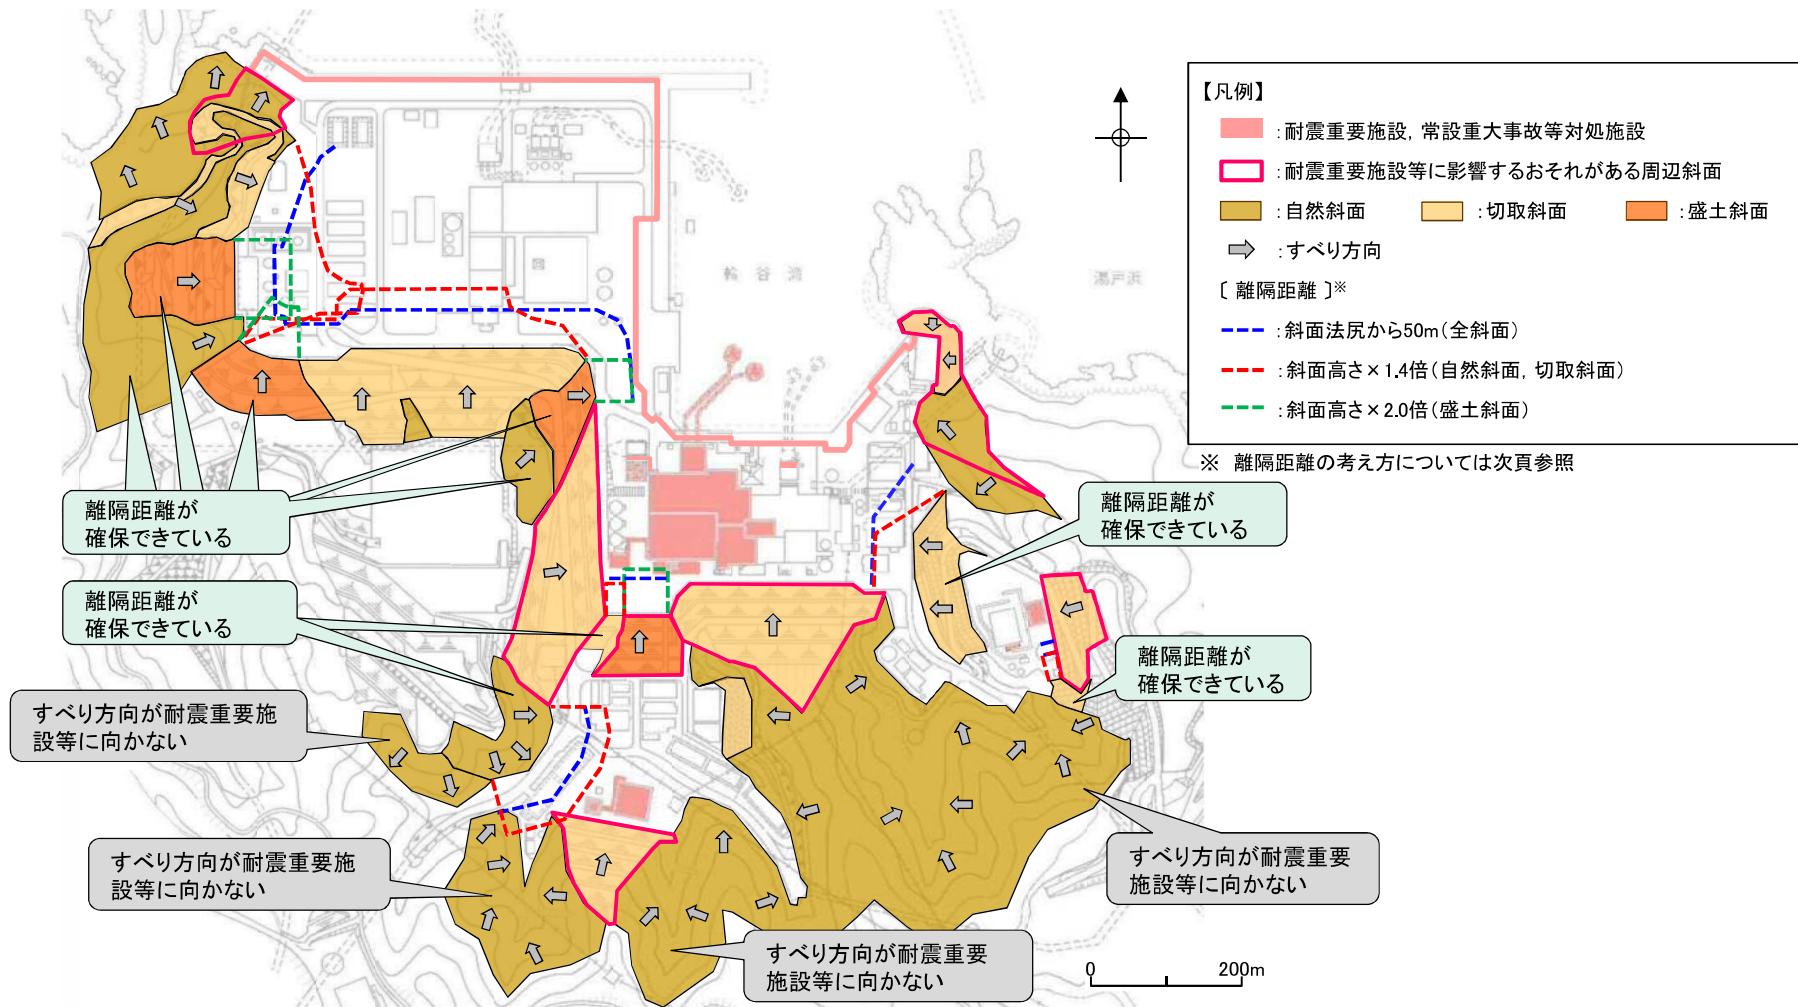 【凡例】
：耐震重要施設，常設重大事故等対処施設
：耐震重要施設等に影響するおそれがある周辺斜面
：自然斜面
：切取斜面
：盛土斜面
：すべり方向
〔 離隔距離 〕※
：斜面法尻から50m（全斜面）
：斜面高さ×1.4倍（自然斜面，切取斜面）
：斜面高さ×2.0倍（盛土斜面）
※ 離隔距離の考え方については次頁参照
輪谷湾
湯戸浜
離隔距離が
確保できている
離隔距離が
確保できている
離隔距離が
確保できている
離隔距離が
確保できている
すべり方向が耐震重要施
設等に向かない
すべり方向が耐震重要施
設等に向かない
すべり方向が耐震重要
施設等に向かない
すべり方向が耐震重要
施設等に向かない
0 200m